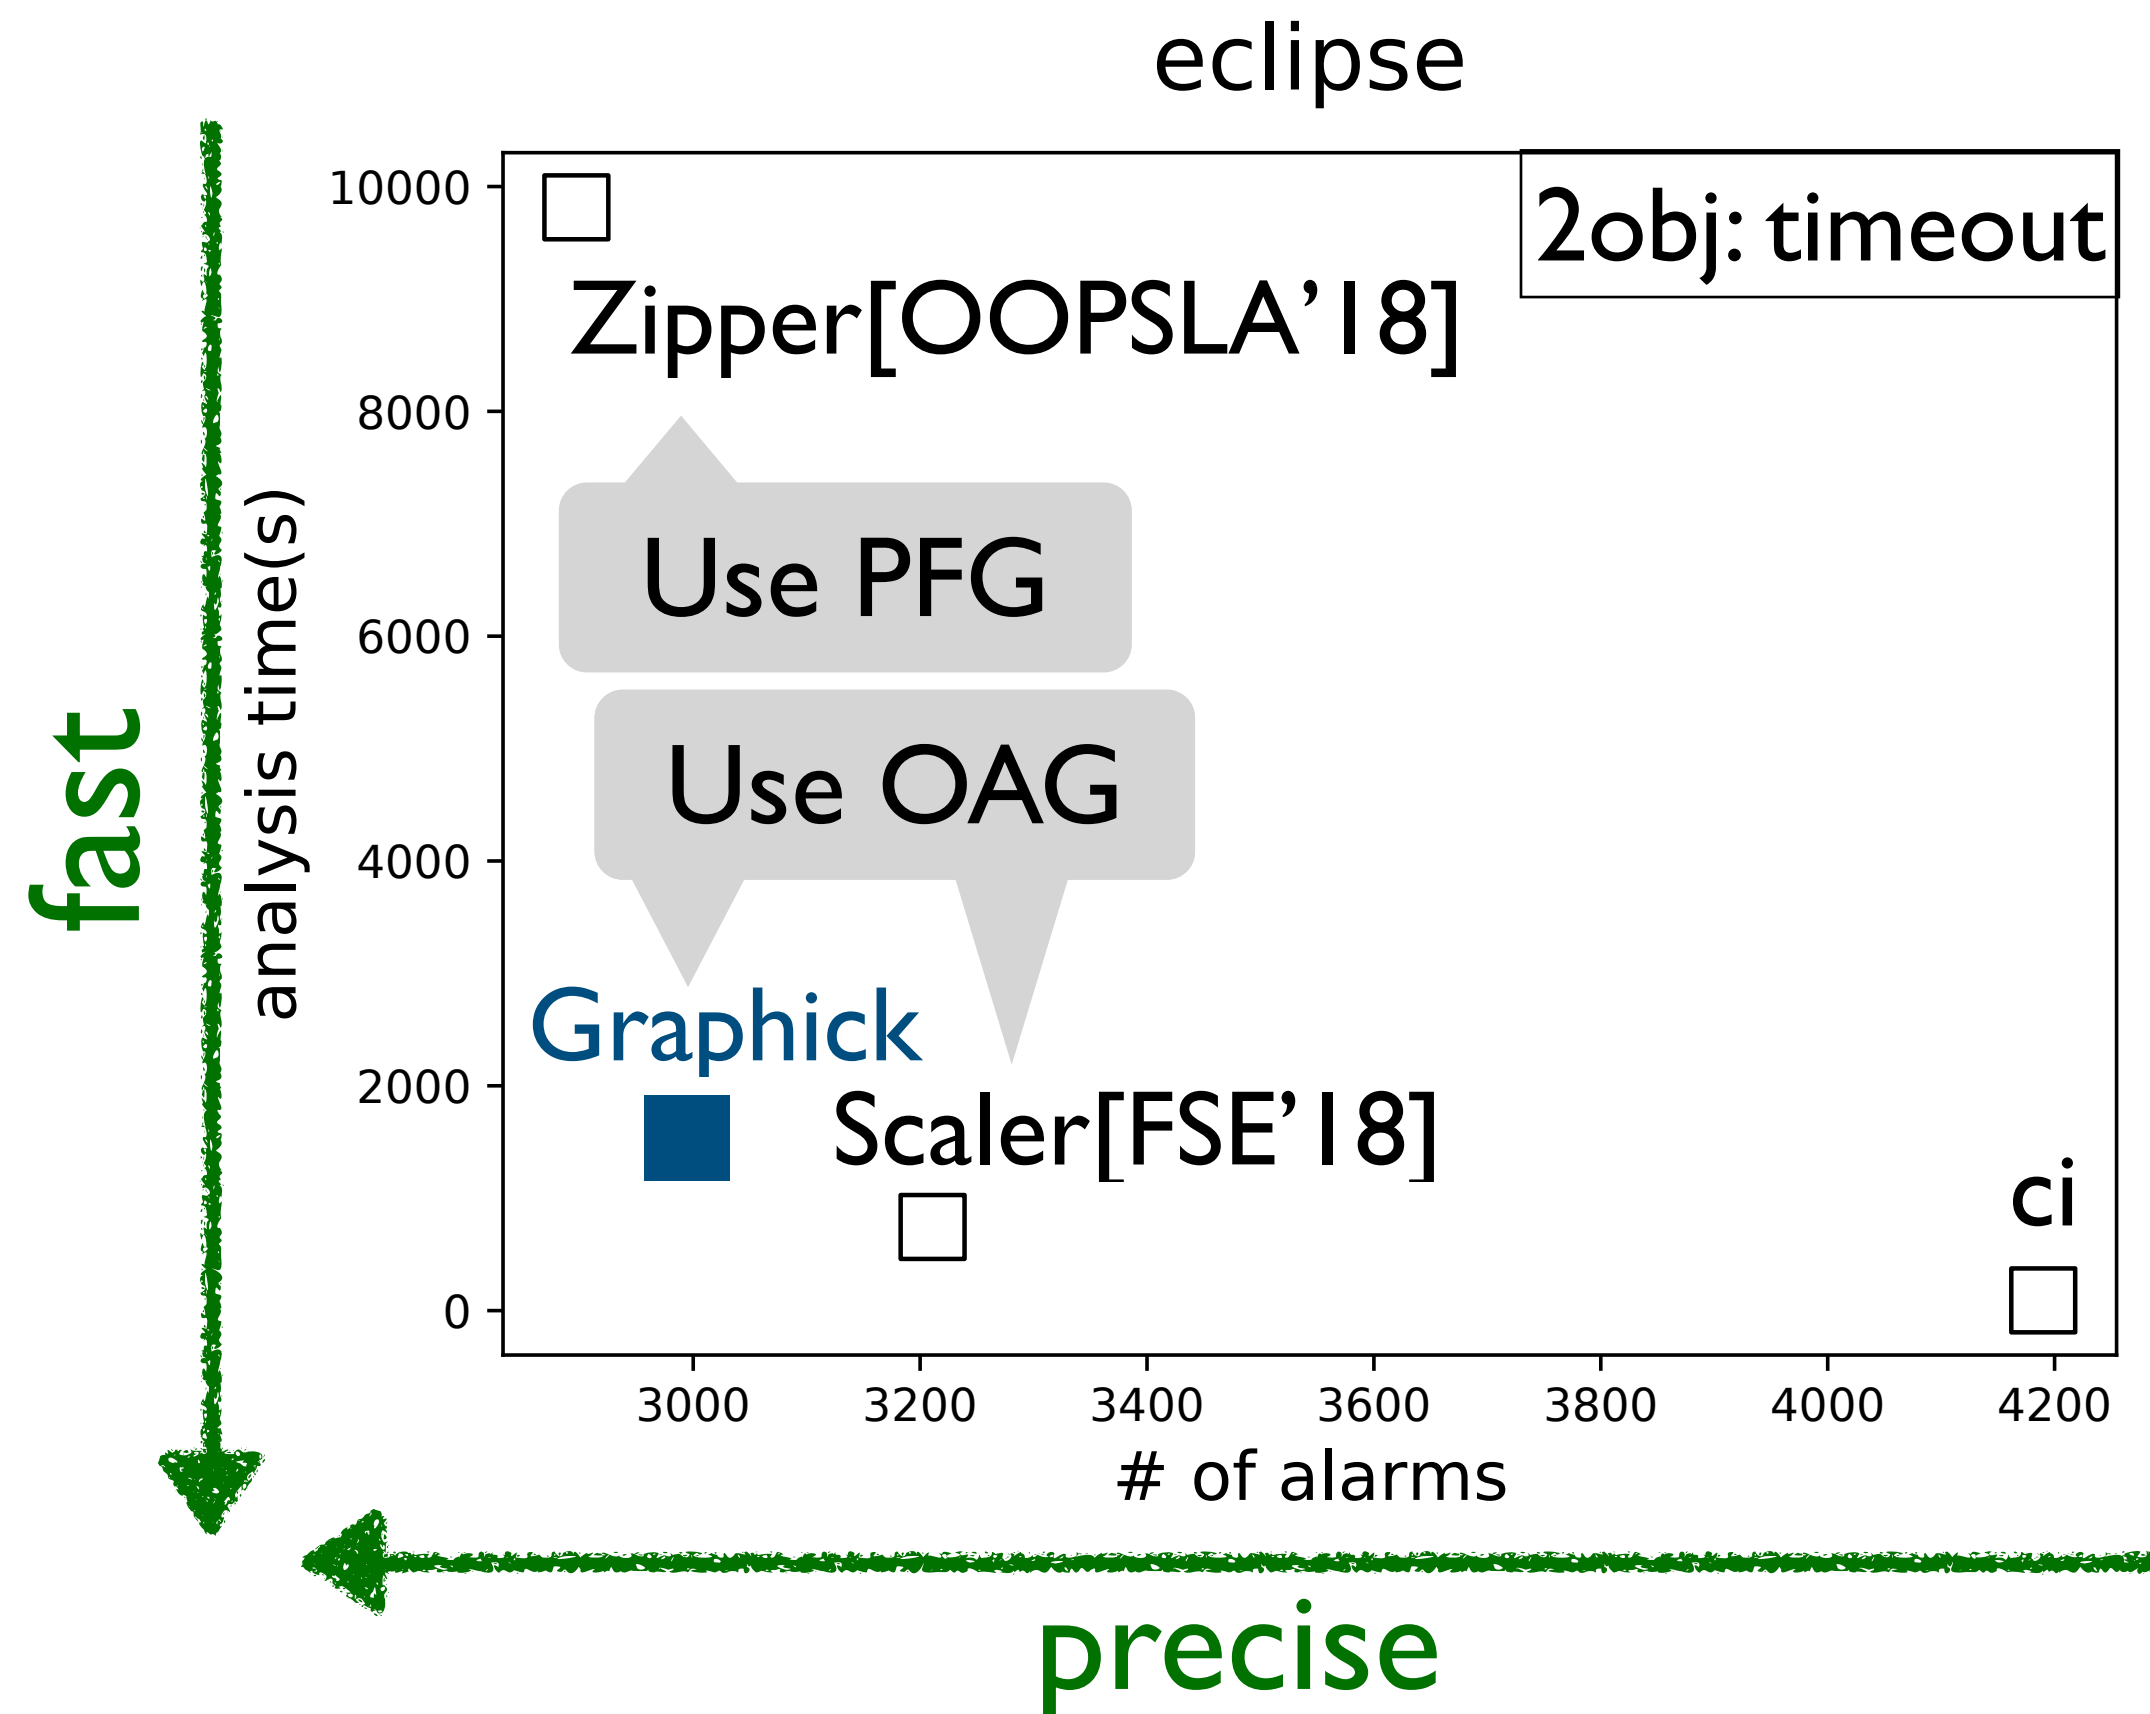 eclipse
10000
2obj: timeout
Zipper[OOPSLA’18]
8000
Use PFG
6000
Use OAG
4000
Graphick
2000
Scaler[FSE’18]
ci
0
fast
analysis time(s)
3000 3200 3400 3600 3800 4000 4200
# of alarms
precise